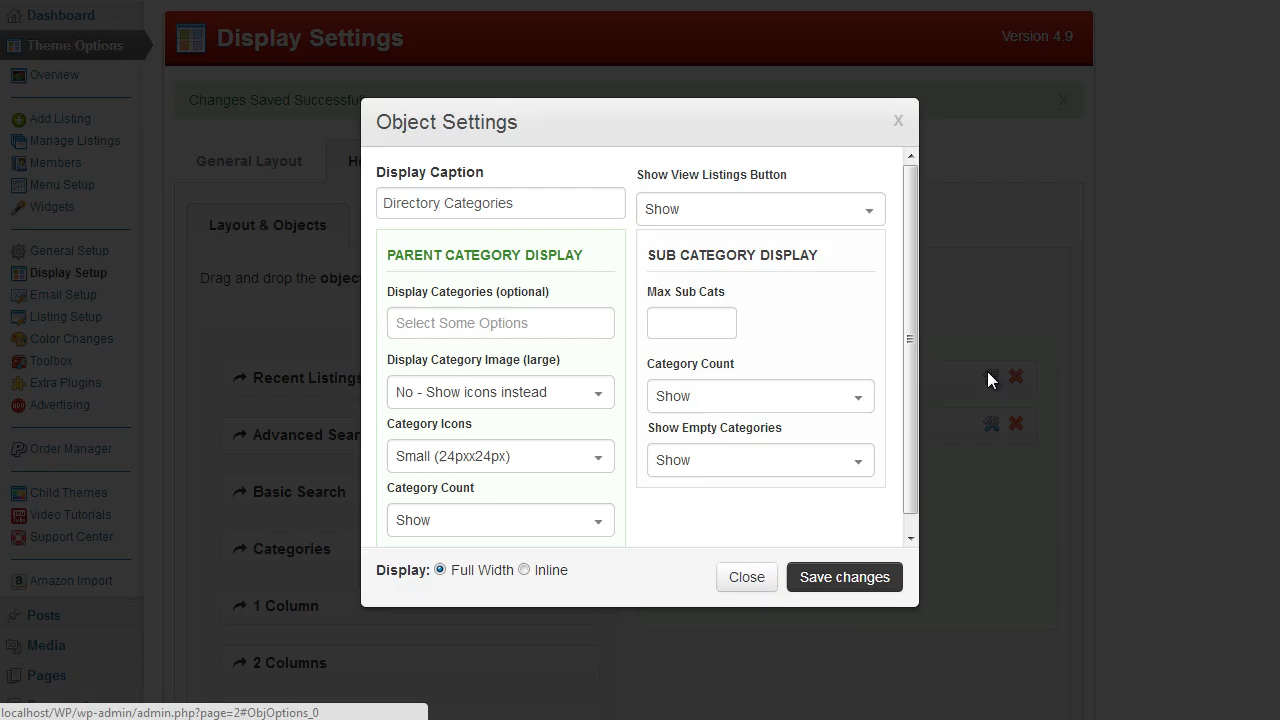 Dashboard
Theme Options
Overview
Add Listing
Manage Listings
Members
Menu Setup
Widgets
General Setup
Display Setup
Email Setup
Listing Setup
Color Changes
Toolbox
Extra Plugins
Advertising
Order Manager
Child Themes
Video Tutorials
Support Center
Amazon Import
Posts
Media
Pages
Display Settings
Version 4.9
Changes Saved Successful
X
General Layout
H
Layout & Objects
Drag and drop the objec
Recent Listings
Advanced Sear
Basic Search
Categories
1 Column
2 Columns
Object Settings
X
Display Caption
Directory Categories
Show View Listings Button
Show
PARENT CATEGORY DISPLAY
Display Categories (optional)
Select Some Options
Display Category Image (large)
No - Show icons instead
Category Icons
Small (24pxx24px)
Category Count
Show
SUB CATEGORY DISPLAY
Max Sub Cats
Category Count
Show
Show Empty Categories
Show
Display: Full Width Inline
Close
Save changes
localhost/WP/wp-admin/admin.php?page=2#ObjOptions_0